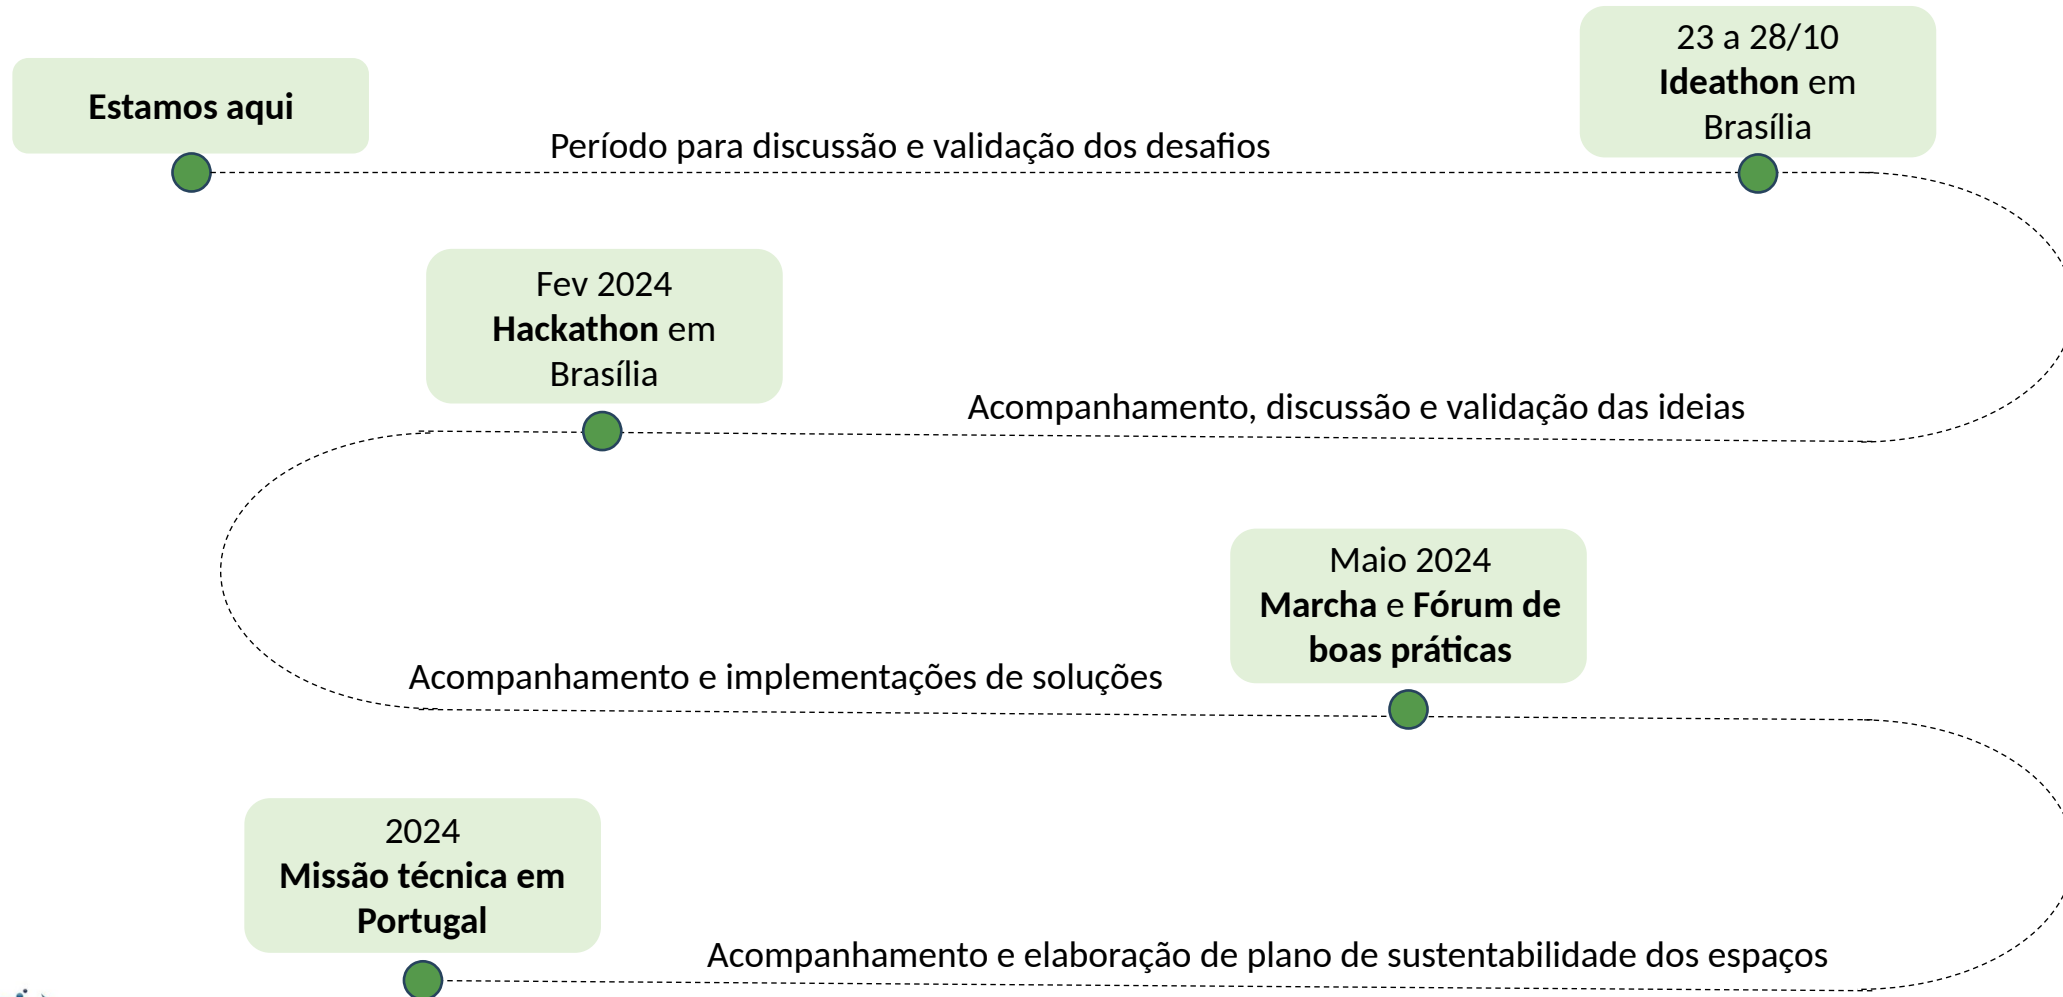 Estamos aqui
Período para discussão e validação dos desafios
23 a 28/10
Ideathon em
Brasília
Fev 2024
Hackathon em
Brasília
Acompanhamento, discussão e validação das ideias
Maio 2024
Marcha e Fórum de
boas práticas
Acompanhamento e implementações de soluções
2024
Missão técnica em
Portugal
Acompanhamento e elaboração de plano de sustentabilidade dos espaços